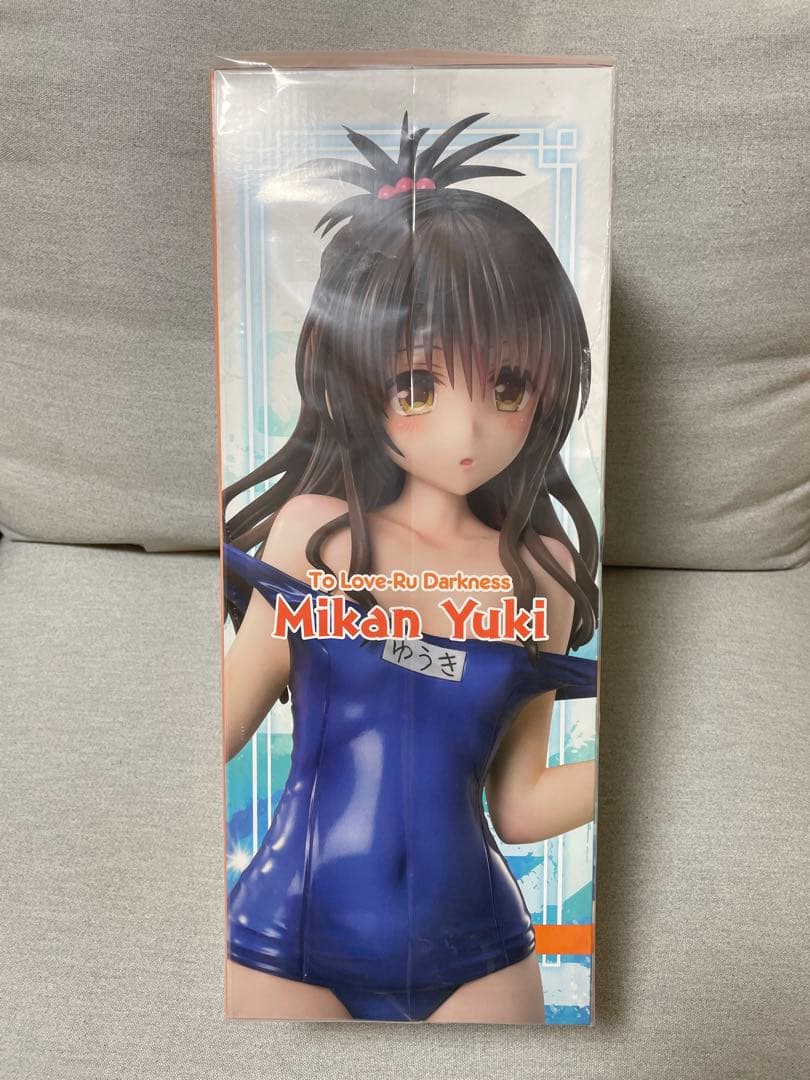 To Love-Ru Darkness
Mikan Yuki
ゆうき